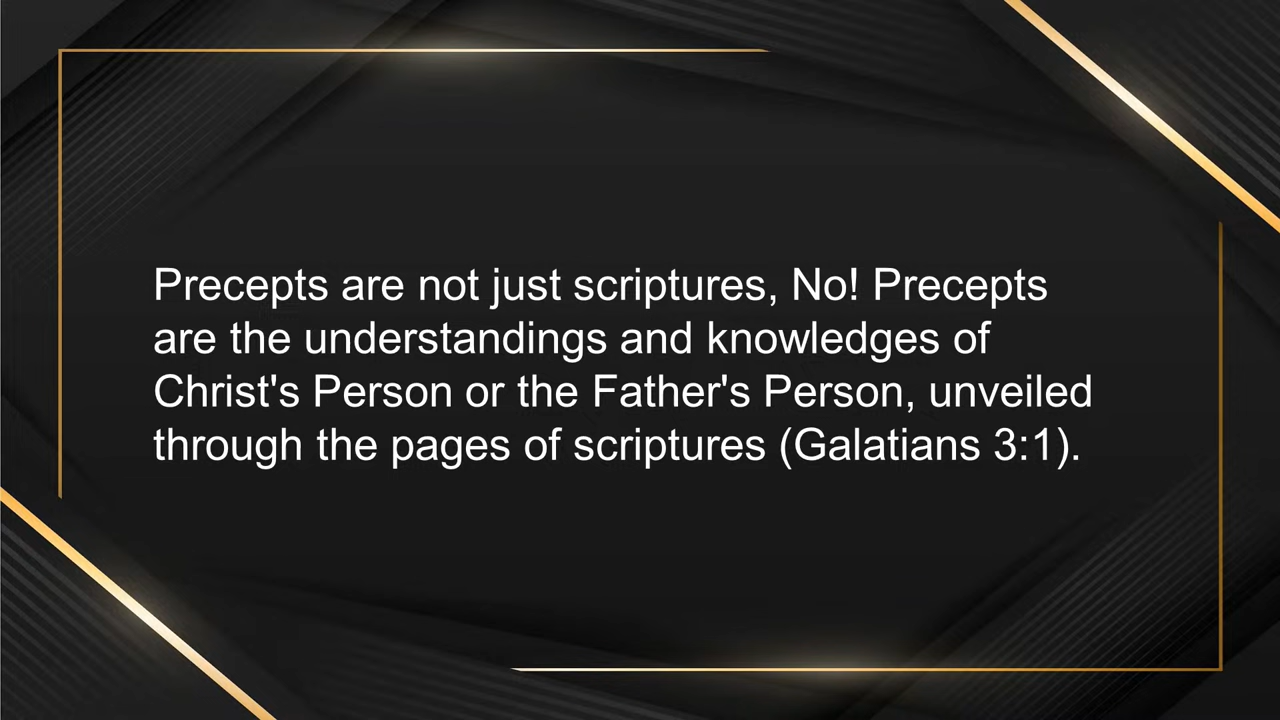 Precepts are not just scriptures, No! Precepts
are the understandings and knowledges of
Christ's Person or the Father's Person, unveiled
through the pages of scriptures (Galatians 3:1).